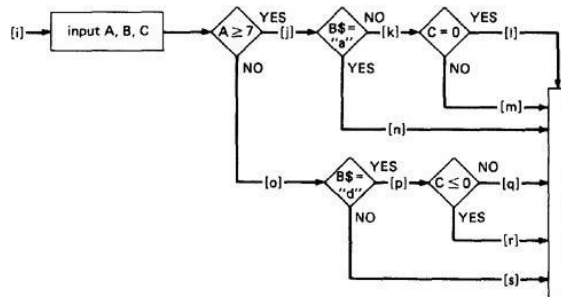 [i] input A, B, C A ≥ 7 YES [j] B$ = "a" NO [k] C = 0 YES [l]
NO YES NO
[m]
[n]
[o] B$ = "d" YES [p] C ≤ 0 NO [q]
NO YES
[r]
[s]